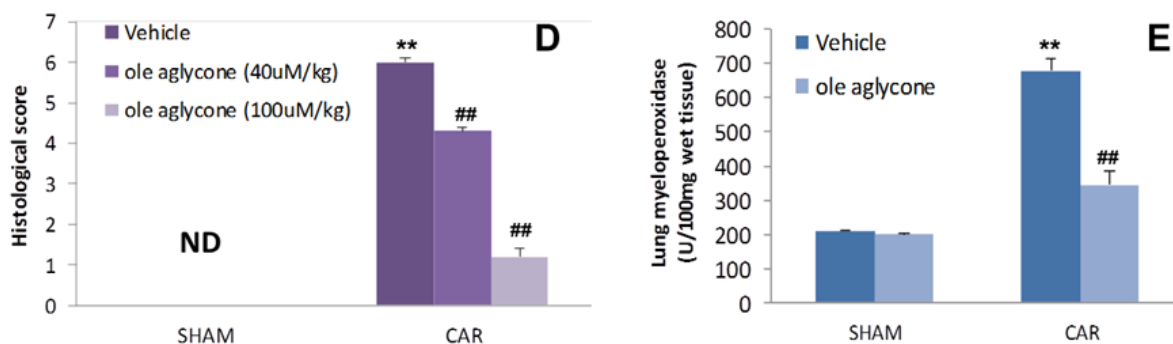 D
Vehicle
ole aglycone (40uM/kg)
ole aglycone (100uM/kg)
Histological score
7
6
5
4
3
2
1
0
**
##
##
ND
SHAM
CAR
E
Vehicle
ole aglycone
Lung myeloperoxidase
(U/100mg wet tissue)
800
700
600
500
400
300
200
100
0
**
##
SHAM
CAR